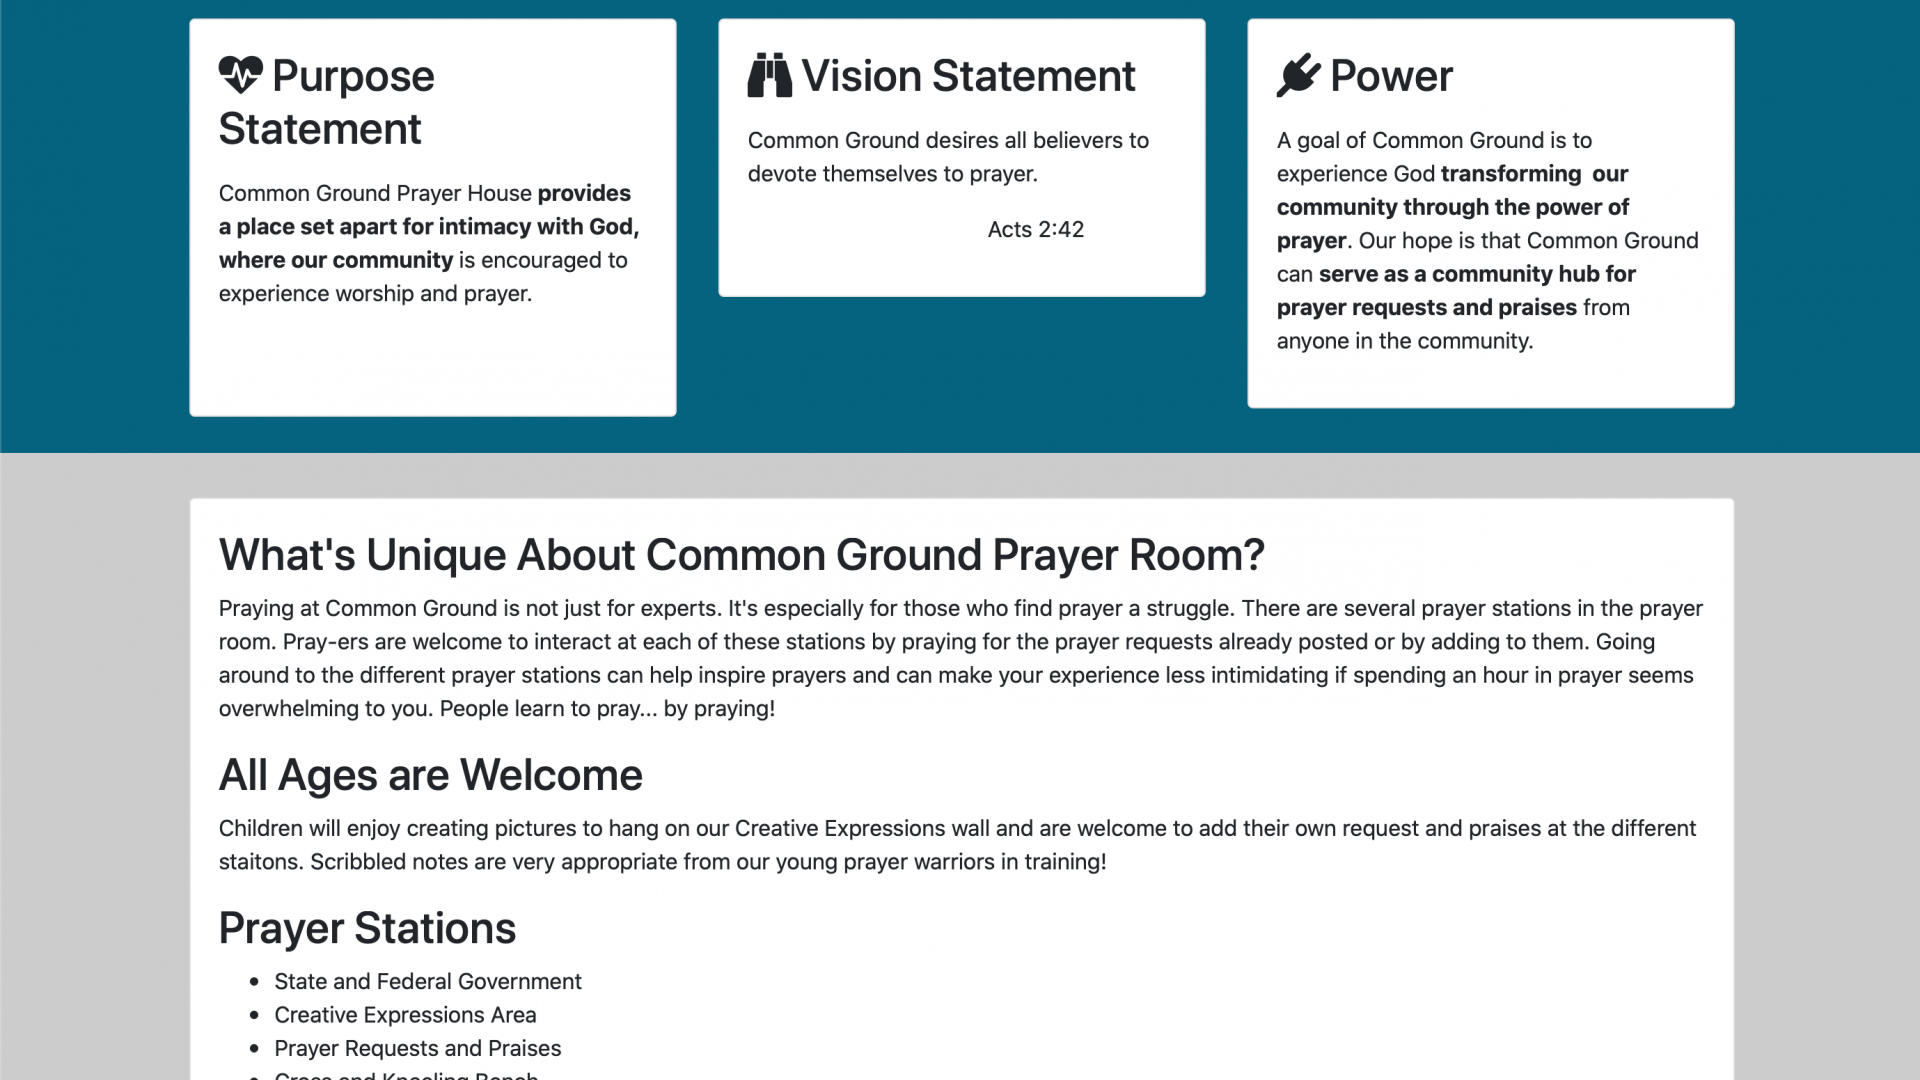 Purpose
Statement
Common Ground Prayer House provides
a place set apart for intimacy with God,
where our community is encouraged to
experience worship and prayer.
Vision Statement
Common Ground desires all believers to
devote themselves to prayer.
Acts 2:42
Power
A goal of Common Ground is to
experience God transforming  our
community through the power of
prayer. Our hope is that Common Ground
can serve as a community hub for
prayer requests and praises from
anyone in the community.
What's Unique About Common Ground Prayer Room?
Praying at Common Ground is not just for experts. It's especially for those who find prayer a struggle. There are several prayer stations in the prayer
room. Pray-ers are welcome to interact at each of these stations by praying for the prayer requests already posted or by adding to them. Going
around to the different prayer stations can help inspire prayers and can make your experience less intimidating if spending an hour in prayer seems
overwhelming to you. People learn to pray... by praying!
All Ages are Welcome
Children will enjoy creating pictures to hang on our Creative Expressions wall and are welcome to add their own request and praises at the different
staitons. Scribbled notes are very appropriate from our young prayer warriors in training!
Prayer Stations
State and Federal Government
Creative Expressions Area
Prayer Requests and Praises
Cross and Kneeling Bench